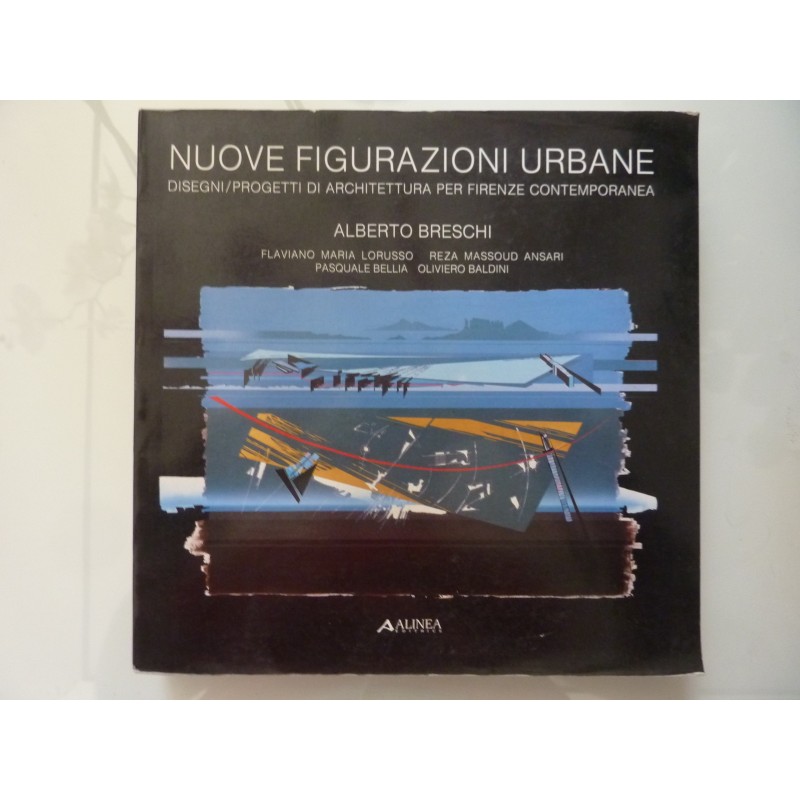 NUOVE FIGURAZIONI URBANE
DISEGNI/PROGETTI DI ARCHITETTURA PER FIRENZE CONTEMPORANEA
ALBERTO BRESCHI
FLAVIANO MARIA LORUSSO REZA MASSOUD ANSARI
PASQUALE BELLIA OLIVIERO BALDINI
ALINEA
EDITRICE